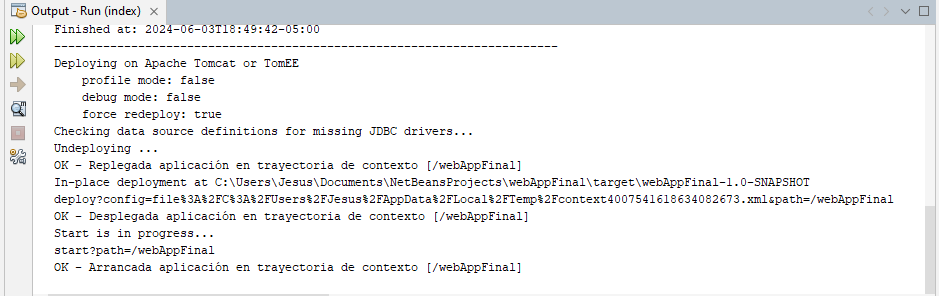 Output - Run (index)
Finished at: 2024-06-03T18:49:42-05:00
------------------------------------------------------------------------
Deploying on Apache Tomcat or TomEE
profile mode: false
debug mode: false
force redeploy: true
Checking data source definitions for missing JDBC drivers...
Undeploying ...
OK - Replegada aplicación en trayectoria de contexto [/webAppFinal]
In-place deployment at C:\Users\Jesus\Documents\NetBeansProjects\webAppFinal\target\webAppFinal-1.0-SNAPSHOT
deploy?config=file%3A%2FC%3A%2FUsers%2FJesus%2FAppData%2FLocal%2FTemp%2Fcontext4007541618634082673.xml&path=/webAppFinal
OK - Desplegada aplicación en trayectoria de contexto [/webAppFinal]
Start is in progress...
start?path=/webAppFinal
OK - Arrancada aplicación en trayectoria de contexto [/webAppFinal]